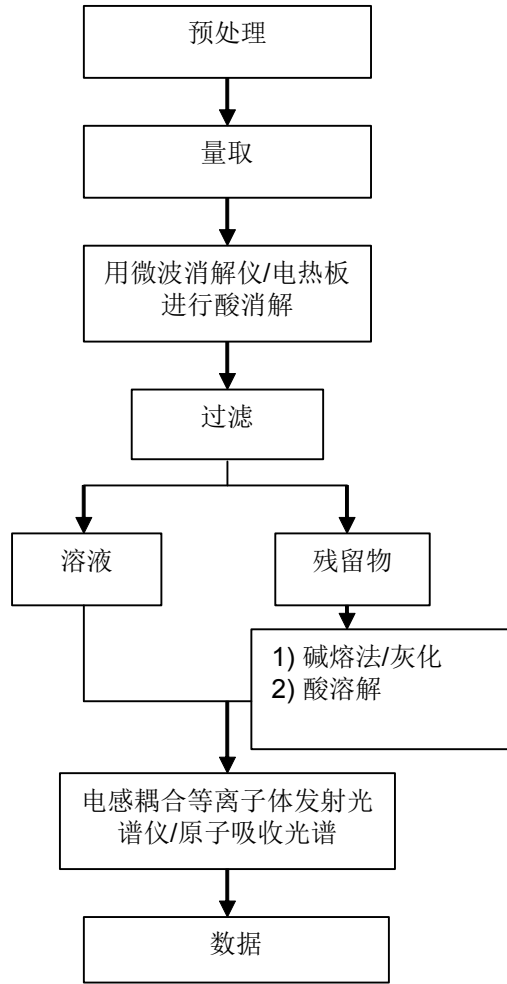 预处理
量取
用微波消解仪/电热板
进行酸消解
过滤
溶液
残留物
1) 碱熔法/灰化
2) 酸溶解
电感耦合等离子体发射光
谱仪/原子吸收光谱
数据